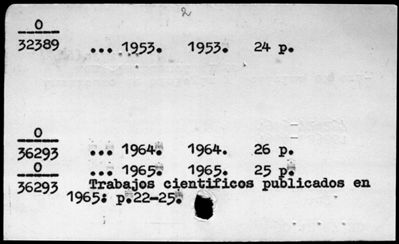 2
0
32389 ... 1953. 1953. 24 p.
0
36293 ... 1964. 1964. 26 p.
0 ... 1965. 1965. 25 p.
36293 Trabajos cientificos publicados en
1965: p.22-25.